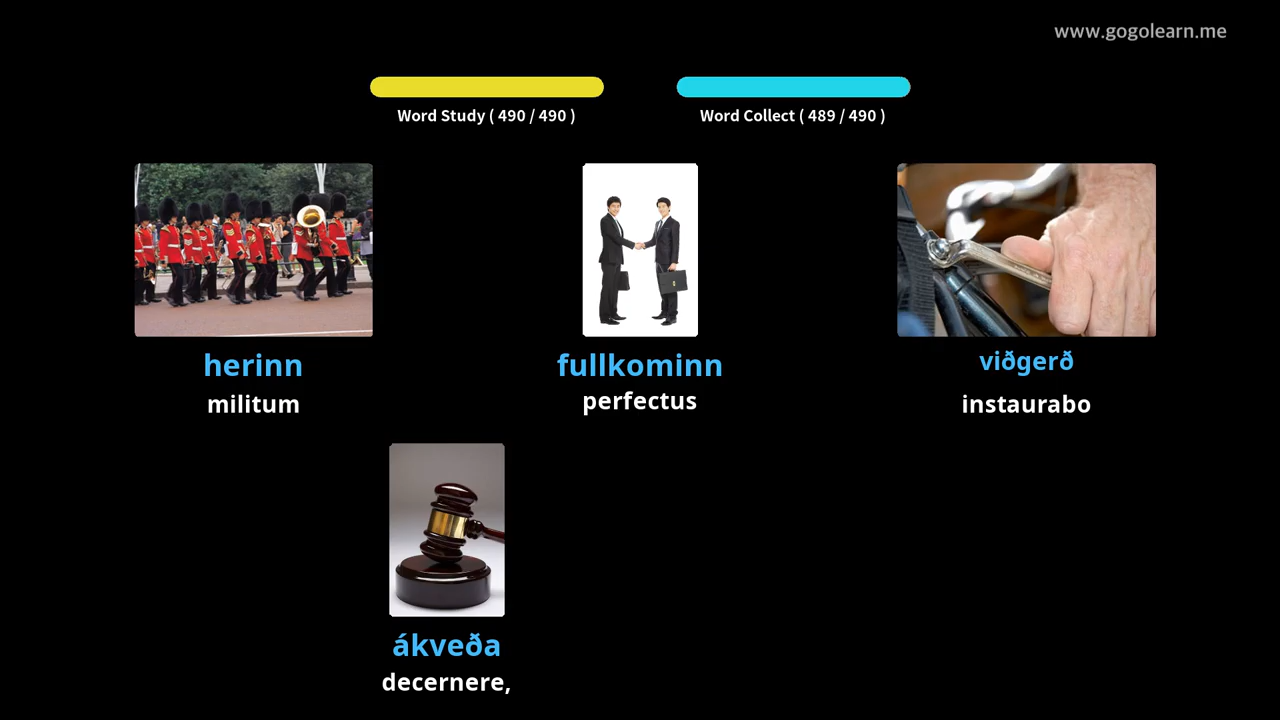 www.gogolearn.me
Word Study ( 490 / 490 )
Word Collect ( 489 / 490 )
herinn
militum
fullkominn
perfectus
viðgerð
instaurabo
ákveða
decernere,